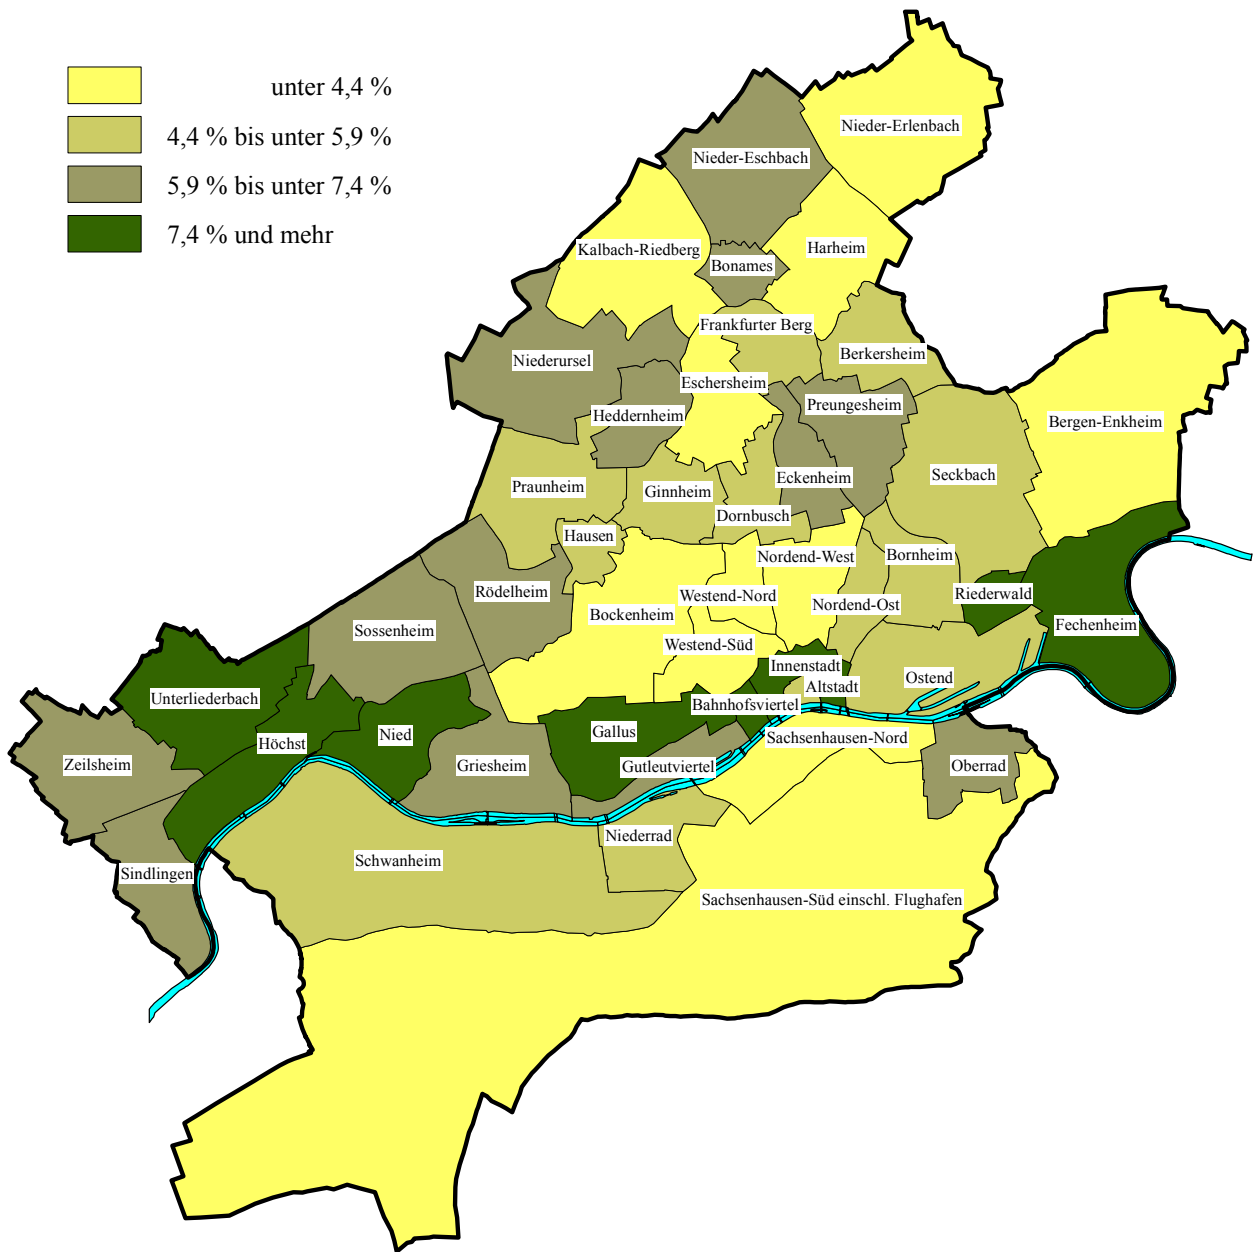 unter 4,4 %
4,4 % bis unter 5,9 %
5,9 % bis unter 7,4 %
7,4 % und mehr
Nieder-Erlenbach
Nieder-Eschbach
Kalbach-Riedberg
Harheim
Bonames
Frankfurter Berg
Berkersheim
Niederursel
Eschersheim
Heddernheim
Preungesheim
Bergen-Enkheim
Seckbach
Eckenheim
Praunheim
Ginnheim
Dornbusch
Hausen
Nordend-West
Bornheim
Rödelheim
Westend-Nord
Riederwald
Nordend-Ost
Bockenheim
Sossenheim
Fechenheim
Westend-Süd
Innenstadt
Ostend
Altstadt
Unterliederbach
Bahnhofsviertel
Gallus
Nied
Sachsenhausen-Nord
Höchst
Zeilsheim
Griesheim
Gutleutviertel
Oberrad
Niederrad
Schwanheim
Sindlingen
Sachsenhausen-Süd einschl. Flughafen